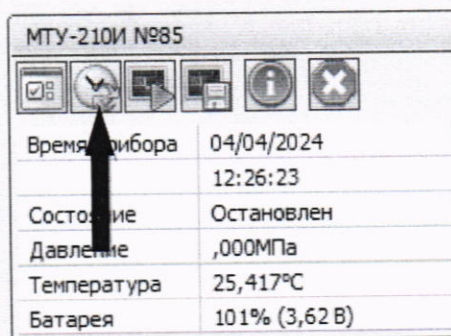 МТУ-210И №85
Время прибора 04/04/2024
12:26:23
Состояние Остановлен
Давление ,000МПа
Температура 25,417°C
Батарея 101% (3,62 В)